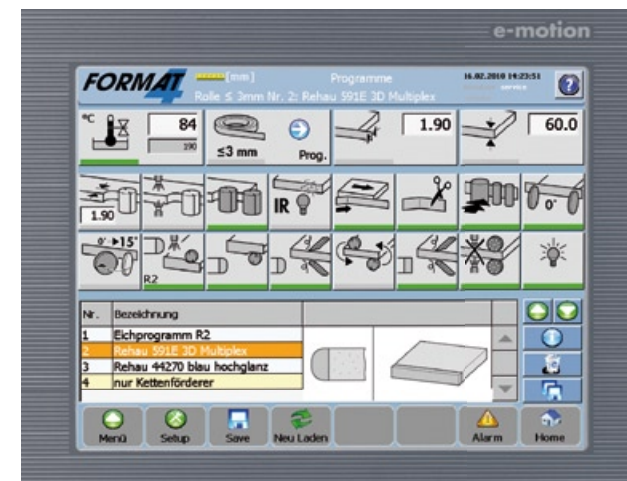 e-motion
FORMAT 4 [mm] Programme 16.02.2010 14:23:51
Rolle ≤ 3mm Nr. 2: Rehau 591E 3D Multiplex
°C 84 1.90 60.0
190 ≤3 mm Prog.
1.90 IR 0°
0° 15°
R2
Nr. Bezeichnung
1 Eichprogramm R2
2 Rehau 591E 3D Multiplex
3 Rehau 44270 blau hochglanz
4 nur Kettenförderer
Menü Setup Save Neu Laden Alarm Home